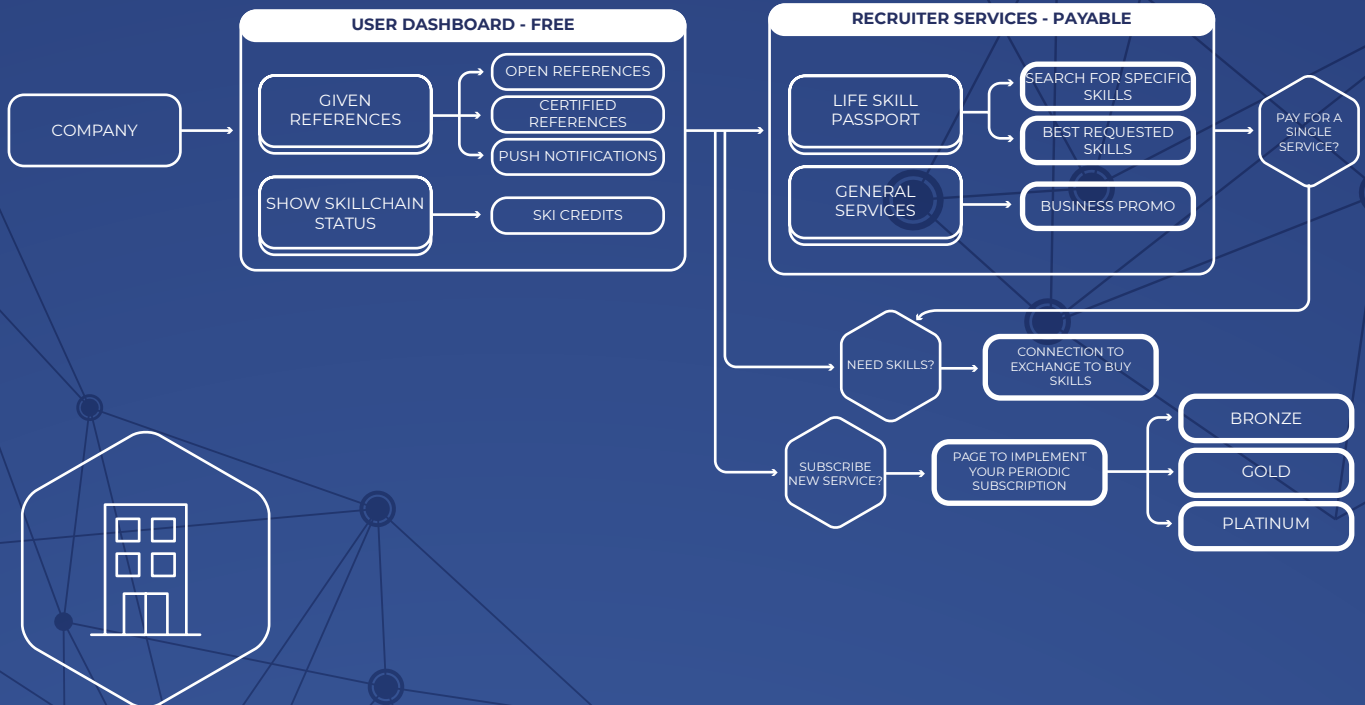 USER DASHBOARD - FREE
RECRUITER SERVICES - PAYABLE
COMPANY
GIVEN
REFERENCES
OPEN REFERENCES
CERTIFIED
REFERENCES
PUSH NOTIFICATIONS
SHOW SKILLCHAIN
STATUS
SKI CREDITS
LIFE SKILL
PASSPORT
SEARCH FOR SPECIFIC
SKILLS
BEST REQUESTED
SKILLS
GENERAL
SERVICES
BUSINESS PROMO
PAY FOR A
SINGLE
SERVICE?
NEED SKILLS?
CONNECTION TO
EXCHANGE TO BUY
SKILLS
SUBSCRIBE
NEW SERVICE?
PAGE TO IMPLEMENT
YOUR PERIODIC
SUBSCRIPTION
BRONZE
GOLD
PLATINUM